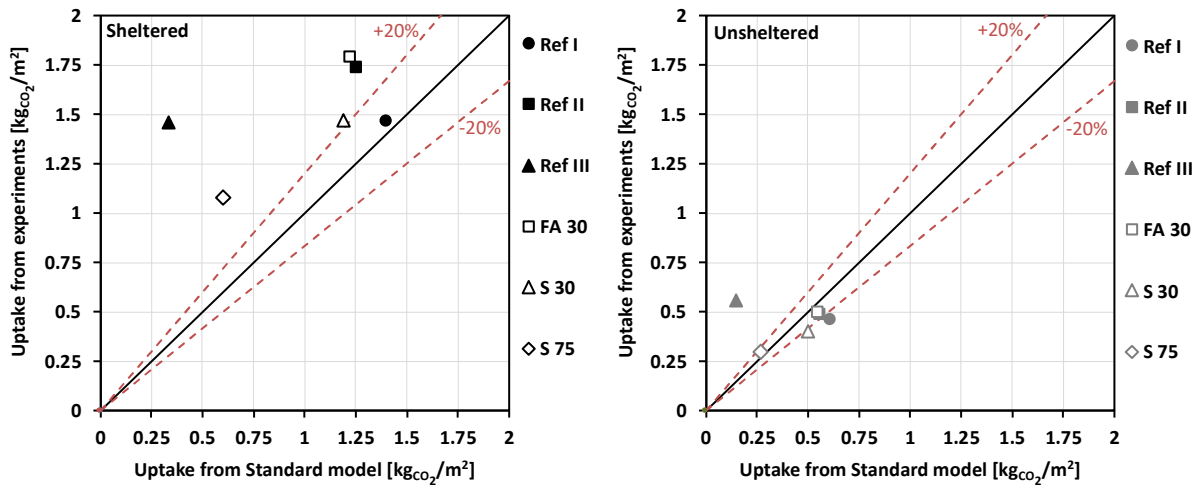 Sheltered
+20%
-20%
2
1.75
1.5
1.25
1
0.75
0.5
0.25
0
0 0.25 0.5 0.75 1 1.25 1.5 1.75 2
Uptake from experiments [kgCO2/m²]
Uptake from Standard model [kgCO2/m²]
Ref I
Ref II
Ref III
FA 30
S 30
S 75
Unsheltered
+20%
-20%
2
1.75
1.5
1.25
1
0.75
0.5
0.25
0
0 0.25 0.5 0.75 1 1.25 1.5 1.75 2
Uptake from experiments [kgCO2/m²]
Uptake from Standard model [kgCO2/m²]
Ref I
Ref II
Ref III
FA 30
S 30
S 75